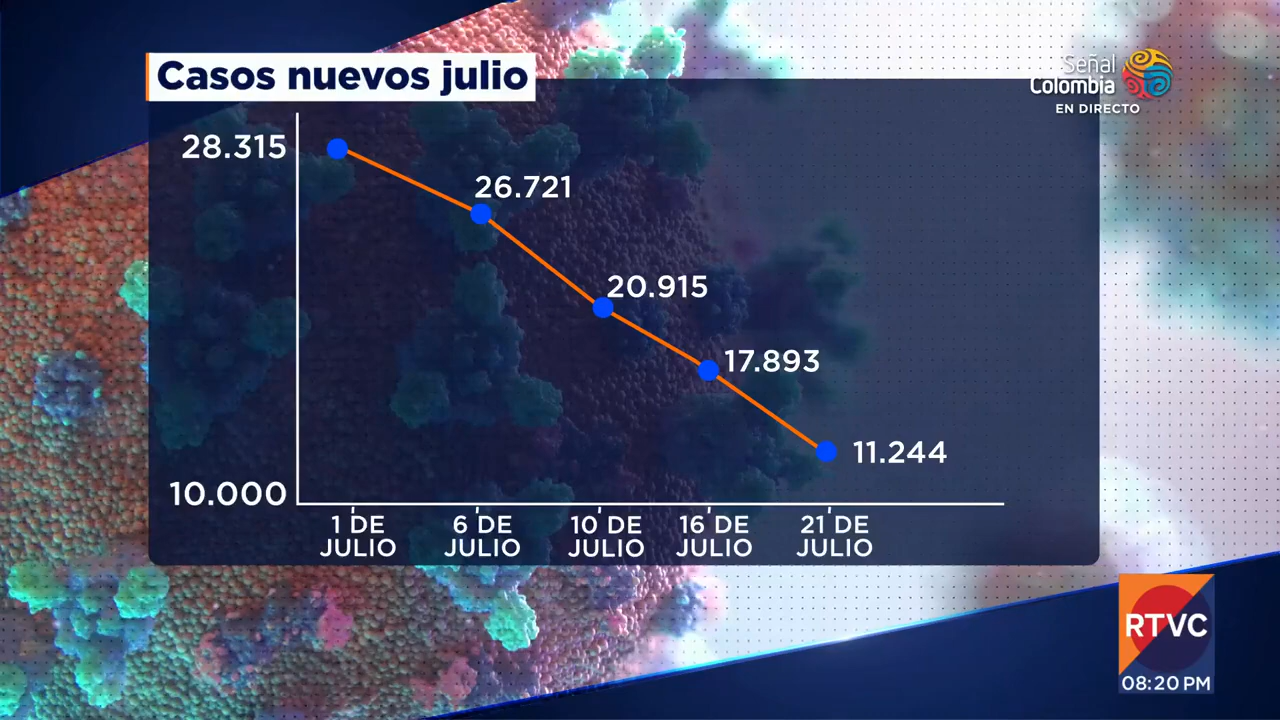 Casos nuevos julio
Señal
Colombia
EN DIRECTO
28.315
26.721
20.915
17.893
11.244
10.000
1 DE
JULIO
6 DE
JULIO
10 DE
JULIO
16 DE
JULIO
21 DE
JULIO
RTVC
08:20 PM